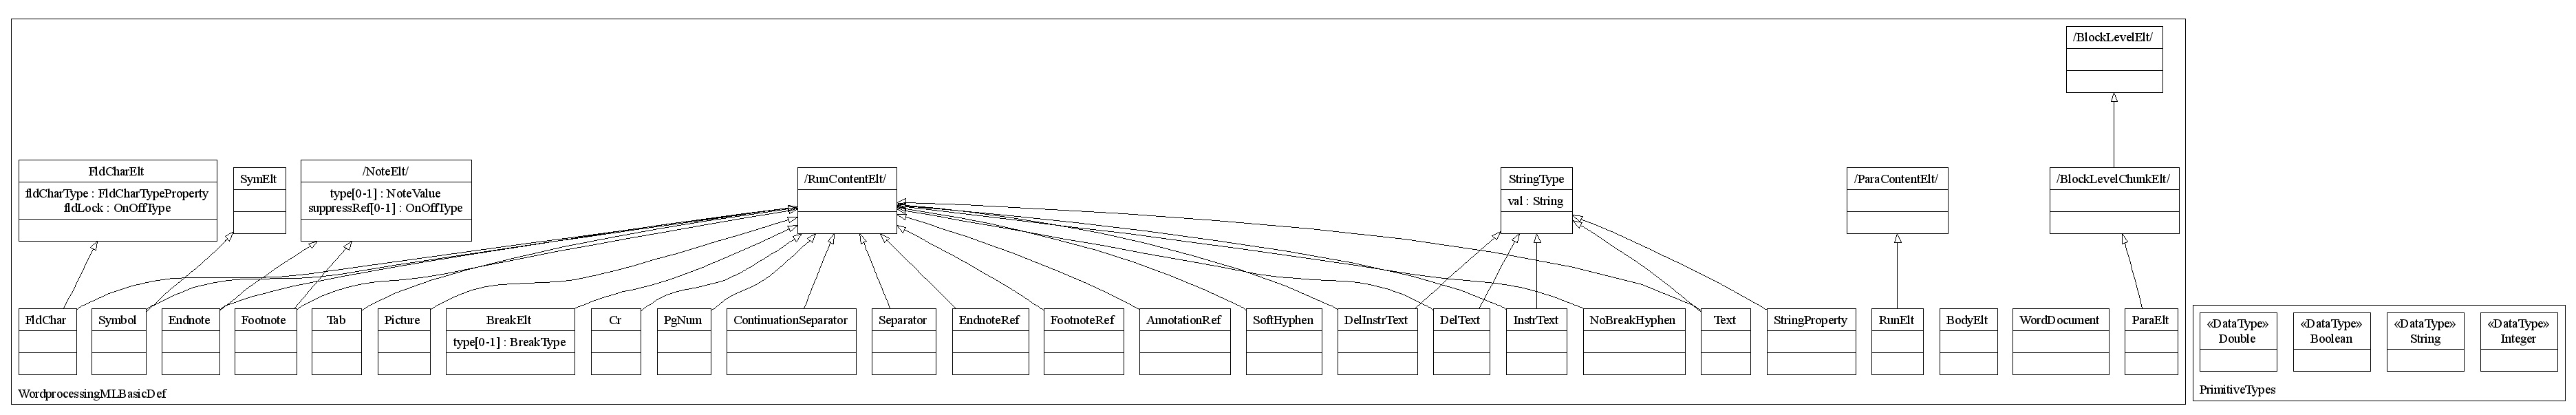 /BlockLevelElt/
FldCharElt
fldCharType : FldCharTypeProperty
fldLock : OnOffType
SymElt
/NoteElt/
type[0-1] : NoteValue
suppressRef[0-1] : OnOffType
/RunContentElt/
StringType
val : String
/ParaContentElt/
/BlockLevelChunkElt/
FldChar
Symbol
Endnote
Footnote
Tab
Picture
BreakElt
type[0-1] : BreakType
Cr
PgNum
ContinuationSeparator
Separator
EndnoteRef
FootnoteRef
AnnotationRef
SoftHyphen
DelInstrText
DelText
InstrText
NoBreakHyphen
Text
StringProperty
RunElt
BodyElt
WordDocument
ParaElt
WordprocessingMLBasicDef
«DataType»
Double
«DataType»
Boolean
«DataType»
String
«DataType»
Integer
PrimitiveTypes